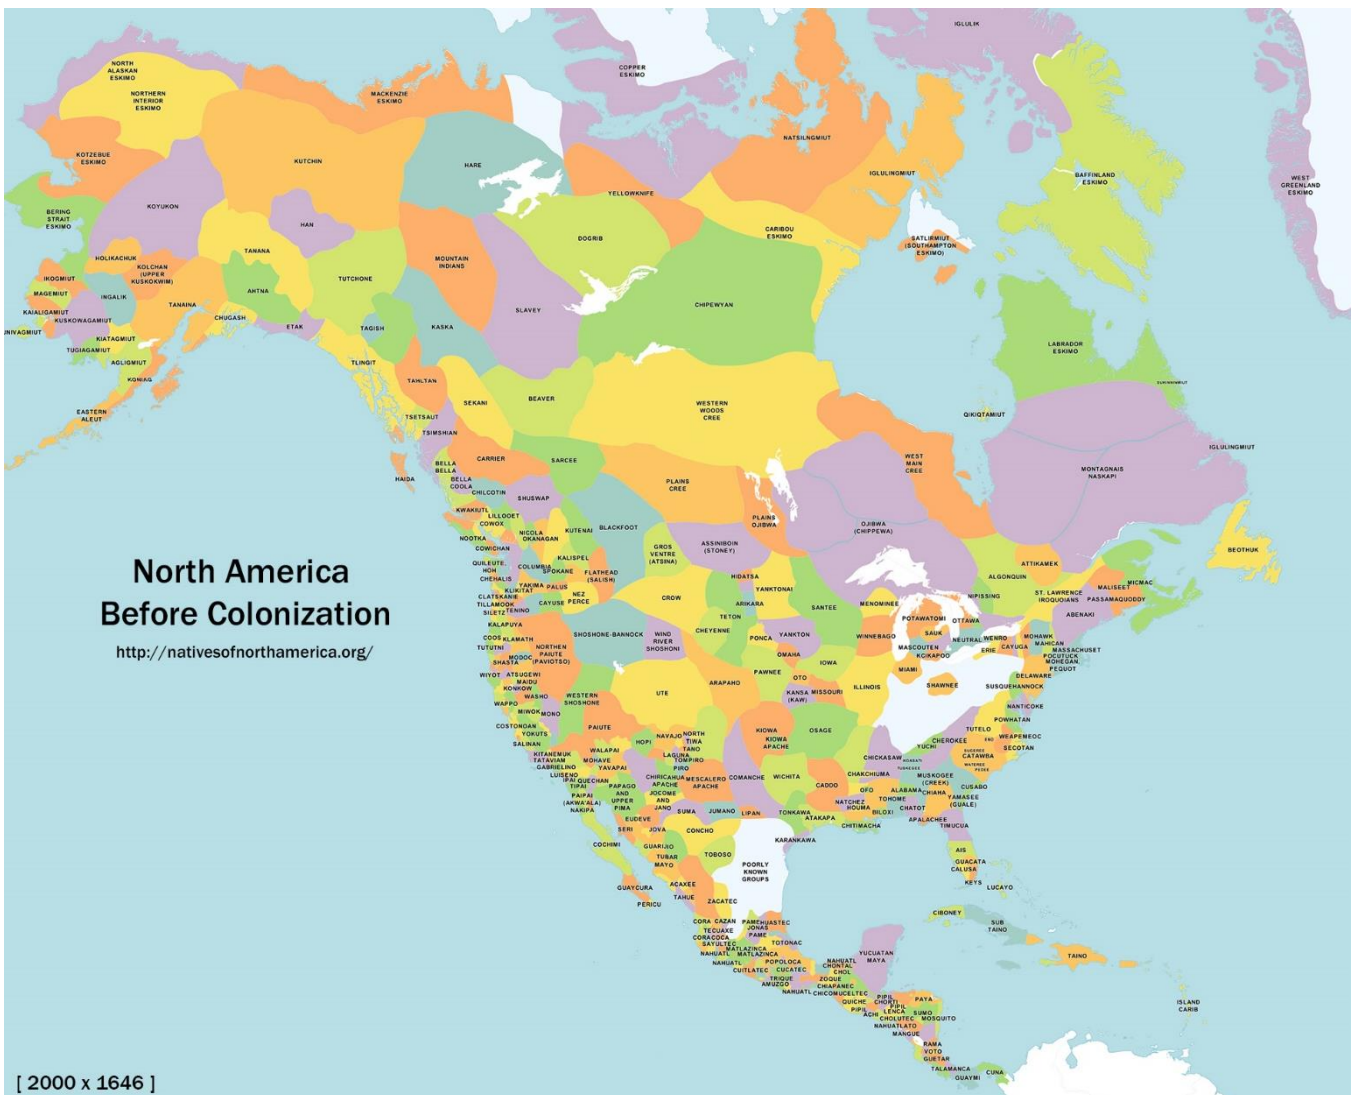 IGLULIK
NORTH
ALASKAN
ESKIMO
COPPER
ESKIMO
NORTHERN
INTERIOR
ESKIMO
MACKENZIE
ESKIMO
NATSILNGMIUT
KOTZEBUE
ESKIMO
KUTCHIN
HARE
IGLULINGMIUT
BAFFINLAND
ESKIMO
WEST
GREENLAND
ESKIMO
YELLOWKNIFE
KOYUKON
BERING
STRAIT
ESKIMO
HAN
DOGRIB
CARIBOU
ESKIMO
SATLIRMIUT
(SOUTHAMPTON
ESKIMO)
TANANA
HOLIKACHUK
KOLCHAN
(UPPER
KUSKOKWIM)
MOUNTAIN
INDIANS
IKOGMIUT
TUTCHONE
MAGEMIUT
INGALIK
AHTNA
TANAINA
SLAVEY
CHIPEWYAN
KAIALIGAMIUT
KUSKOWAGAMIUT
CHUGASH
ETAK
TAGISH
KASKA
NIVAGMIUT
KIATAGMIUT
TUGIAGAMIUT
AGLIGMIUT
TLINGIT
LABRADOR
ESKIMO
KONIAG
TAHLTAN
SEKANI
BEAVER
WESTERN
WOODS
CREE
EASTERN
ALEUT
TSETSAUT
QIKIQTAMIUT
TSIMSHIAN
IGLULINGMIUT
CARRIER
SARCEE
WEST
MAIN
CREE
MONTAGNAIS
NASKAPI
BELLA
BELLA
HAIDA
BELLA
COOLA
CHILCOTIN
SHUSWAP
PLAINS
CREE
KWAKIUTL
LILLOOET
COWOX
PLAINS
OJIBWA
OJIBWA
(CHIPPEWA)
NICOLA
OKANAGAN
KUTENAI
BLACKFOOT
NOOTKA
COWICHAN
ASSINIBOIN
(STONEY)
GROS
VENTRE
(ATSINA)
BEOTHUK
KALISPEL
QUILEUTE,
HOH
COLUMBIA
SPOKANE
FLATHEAD
(SALISH)
CHEHALIS
ATTIKAMEK
ALGONQUIN
HIDATSA
YANKTONAI
MALISEET
MICMAC
North America
Before Colonization
http://nativesofnorthamerica.org/
YAKIMA
PALUS
KLIKITAT
CLATSKANIE
NEZ
PERCE
CROW
ARIKARA
SANTEE
MENOMINEE
NIPISSING
ST. LAWRENCE
IROQUOIANS
PASSAMAQUODDY
TILLAMOOK
CAYUSE
SILETZ
TENINO
TETON
ABENAKI
POTAWATOMI
OTTAWA
KALAPUYA
CHEYENNE
PONCA
YANKTON
WINNEBAGO
SAUK
SHOSHONE-BANNOCK
WIND
RIVER
SHOSHONI
COOS
KLAMATH
NEUTRAL
WENRO
MOHAWK
MAHICAN
TUTUTNI
NORTHERN
PAIUTE
(PAVIOTSO)
MASCOUTEN
KCIKAPOO
ERIE
CAYUGA
MASSACHUSET
POCUTUCK
MOHEGAN
PEQUOT
MODOC
SHASTA
OMAHA
IOWA
MIAMI
WIYOT
ATSUGEWI
MAIDU
PAWNEE
OTO
DELAWARE
KONKOW
UTE
ARAPAHO
KANSA
(KAW)
MISSOURI
ILLINOIS
SHAWNEE
SUSQUEHANNOCK
WASHO
WESTERN
SHOSHONE
WAPPO
NANTICOKE
MIWOK
MONO
POWHATAN
COSTONOAN
YOKUTS
PAIUTE
KIOWA
KIOWA
APACHE
OSAGE
TUTELO
WEAPEMEOC
SALINAN
HOPI
NAVAJO
NORTH
TIWA
TANO
CHEROKEE
ENO
SECOTAN
YUCHI
KITANEMUK
TATAVIAM
GABRIELINO
WALAPAI
MOHAVE
YAVAPAI
LAGUNA
TOMPIRO
PIRO
CHICKASAW
CATAWBA
LUISENO
IPAI
TIPAI
QUECHAN
CHIRICAHUA
APACHE
MESCALERO
APACHE
COMANCHE
WICHITA
CADDO
CHAKCHIUMA
MUSKOGEE
(CREEK)
CUSABO
PAIPAI
(AKWA'ALA)
NAKIPA
PAPAGO
AND
UPPER
PIMA
JOCOME
AND
JANO
OFO
ALABAMA
CHIAHA
YAMASEE
(GUALE)
NATCHEZ
HOUMA
TOHOME
BILOXI
CHATOT
SUMA
JUMANO
LIPAN
TONKAWA
ATAKAPA
APALACHEE
TIMUCUA
EUDEVE
SERI
JOVA
CONCHO
CHITIMACHA
KARANKAWA
COCHIMI
GUARIJIO
TUBAR
MAYO
TOBOSO
POORLY
KNOWN
GROUPS
AIS
GUACATA
CALUSA
KEYS
LUCAYO
GUAYCURA
PERICU
ACAXEE
TAHUE
ZACATEC
CIBONEY
SUB
TAINO
CORA
CAZAN
PAME
HUASTEC
JONAS
PAME
TECUAXE
CORACOCA
SAYULTEC
NAHUATL
MATLAZINCA
MATLAZINCA
TOTONAC
YUCUATAN
MAYA
TAINO
NAHUATL
POPOLOCA
CUITLATEC
CUCATEC
NAHUATL
CHONTAL
CHOL
TRIQUE
AMUZGO
ZOQUE
CHIAPANEC
NAHUATL
CHICOMUCELTEC
QUICHE
PIPIL
PIPIL
CHORTI
PIPIL
PAYA
ISLAND
CARIB
ACHI
LENCA
CHOLUTEC
SUMO
MOSQUITO
NAHUATLATO
MANGUE
RAMA
VOTO
GUETAR
TALAMANCA
GUAYMI
CUNA
[ 2000 x 1646 ]